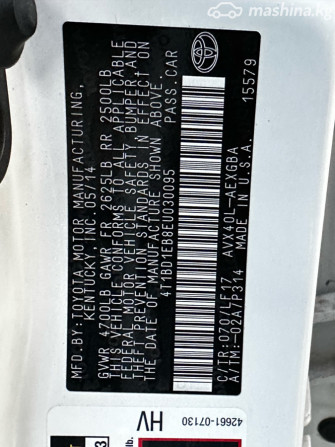 mashina.kg
MFD.BY:TOYOTA MOTOR MANUFACTURING,
KENTUCKY,INC. 05/14
GVWR 4700LB GAWR FR 2625LB RR 2500LB
THIS VEHICLE CONFORMS TO ALL APPLICABLE
FEDERAL MOTOR VEHICLE SAFETY, BUMPER,AND
THEFT PREVENTION STANDARDS IN EFFECT ON
THE DATE OF MANUFACTURE SHOWN ABOVE.
4T1BD1EB8EU030095 PASS.CAR
C/TR:070/LF17 AVX40L-AEXGBA
A/TM:-02A/P314 MADE IN U.S.A.
15579
HV
42661-07130